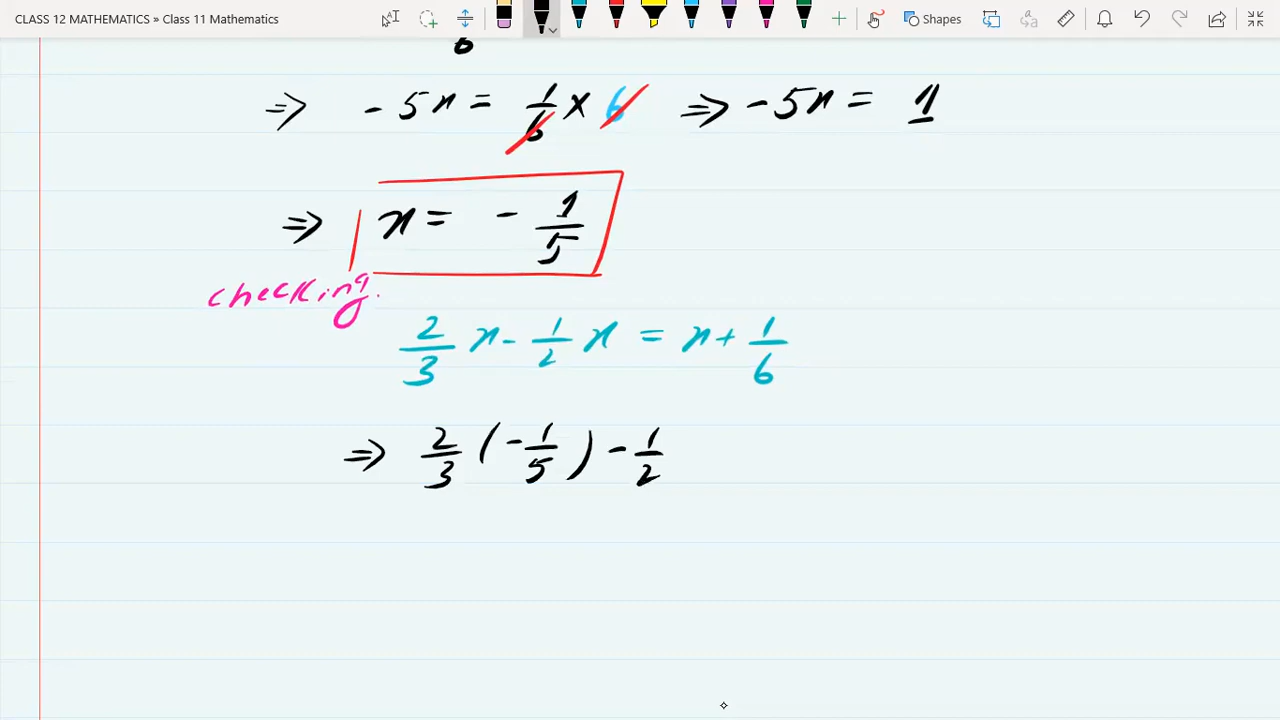 CLASS 12 MATHEMATICS » Class 11 Mathematics Shapes
6
=> -5x = 1/6 × 6 => -5x = 1
=> x = - 1/5
checking.
2/3 x - 1/2 x = x + 1/6
=> 2/3 (-1/5) - 1/2